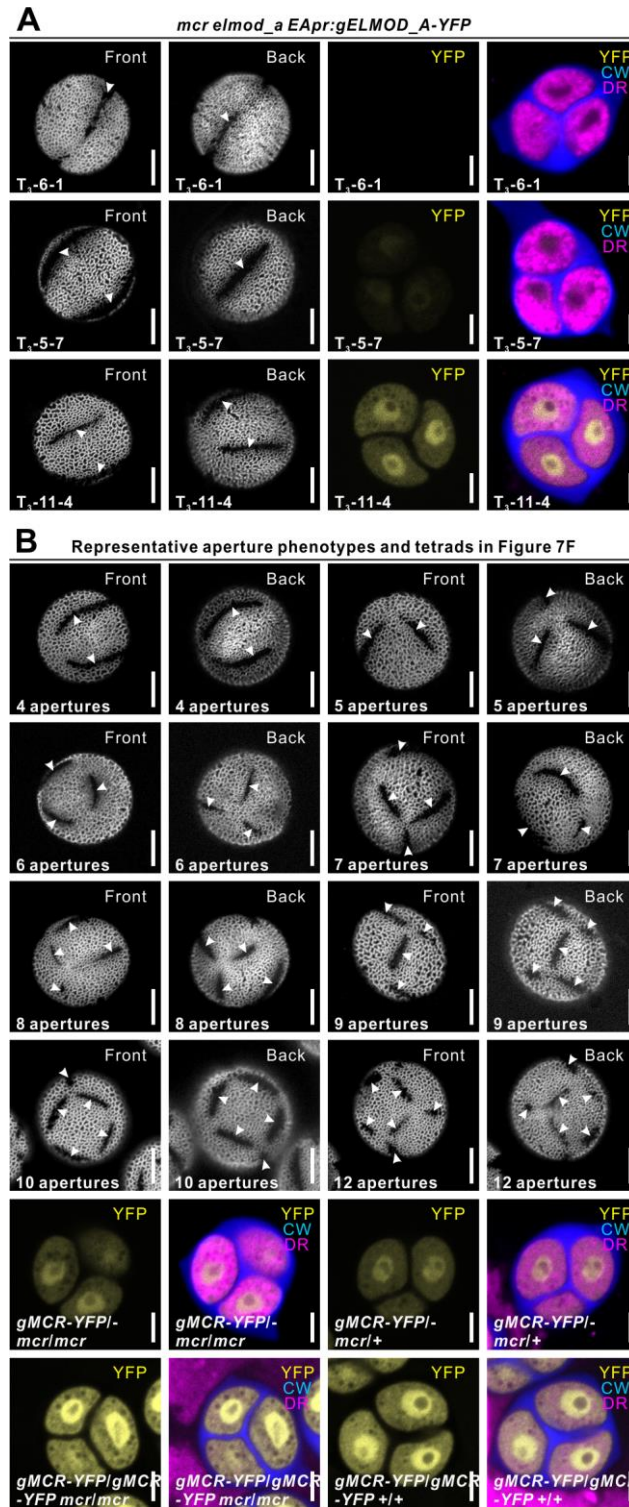 A
mcr elmod_a EApr:gELMOD_A-YFP
Front
T3-6-1
Back
T3-6-1
YFP
T3-6-1
YFP
CW
DR
T3-6-1
Front
T3-5-7
Back
T3-5-7
YFP
T3-5-7
YFP
CW
DR
T3-5-7
Front
T3-11-4
Back
T3-11-4
YFP
T3-11-4
YFP
CW
DR
T3-11-4
B
Representative aperture phenotypes and tetrads in Figure 7F
Front
4 apertures
Back
4 apertures
Front
5 apertures
Back
5 apertures
Front
6 apertures
Back
6 apertures
Front
7 apertures
Back
7 apertures
Front
8 apertures
Back
8 apertures
Front
9 apertures
Back
9 apertures
Front
10 apertures
Back
10 apertures
Front
12 apertures
Back
12 apertures
YFP
gMCR-YFP/-
mcr/mcr
YFP
CW
DR
gMCR-YFP/-
mcr/mcr
YFP
gMCR-YFP/-
mcr/+
YFP
CW
DR
gMCR-YFP/-
mcr/+
YFP
gMCR-YFP/gMCR
-YFP mcr/mcr
YFP
CW
DR
gMCR-YFP/gMCR
-YFP mcr/mcr
YFP
gMCR-YFP/gMCR
-YFP +/+
YFP
CW
DR
gMCR-YFP/gMCR
-YFP +/+